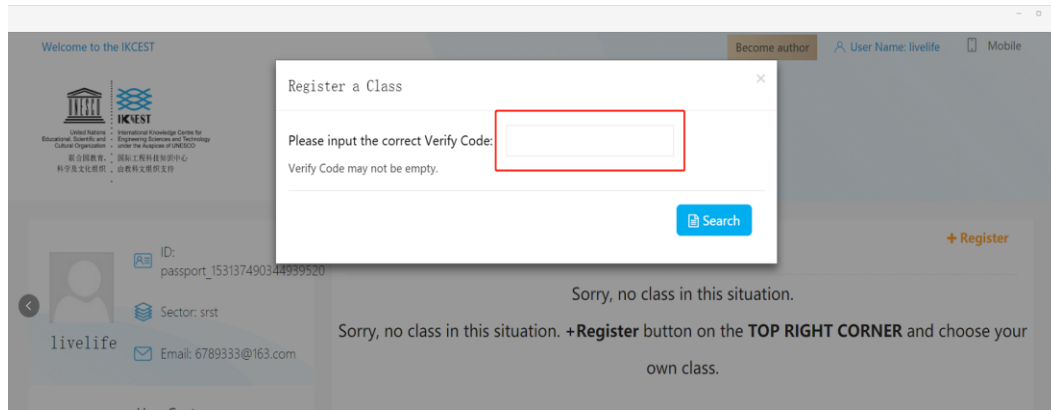 Welcome to the IKCEST
Become author
User Name: livelife
Mobile
IKCEST
United Nations
Educational, Scientific and
Cultural Organization
International Knowledge Centre for
Engineering Sciences and Technology
under the Auspices of UNESCO
联合国教育、
科学及文化组织
国际工程科技知识中心
由教科文组织支持
Register a Class
×
Please input the correct Verify Code:
Verify Code may not be empty.
Search
+ Register
ID:
passport_153137490344939520
Sector: srst
livelife
Email: 6789333@163.com
Sorry, no class in this situation.
Sorry, no class in this situation. +Register button on the TOP RIGHT CORNER and choose your
own class.